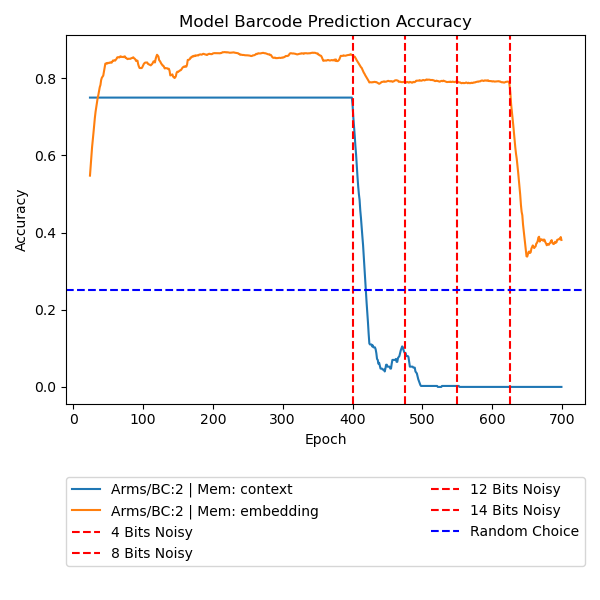 Model Barcode Prediction Accuracy
Accuracy
0.8
0.6
0.4
0.2
0.0
0 100 200 300 400 500 600 700
Epoch
Arms/BC:2 | Mem: context
Arms/BC:2 | Mem: embedding
4 Bits Noisy
8 Bits Noisy
12 Bits Noisy
14 Bits Noisy
Random Choice